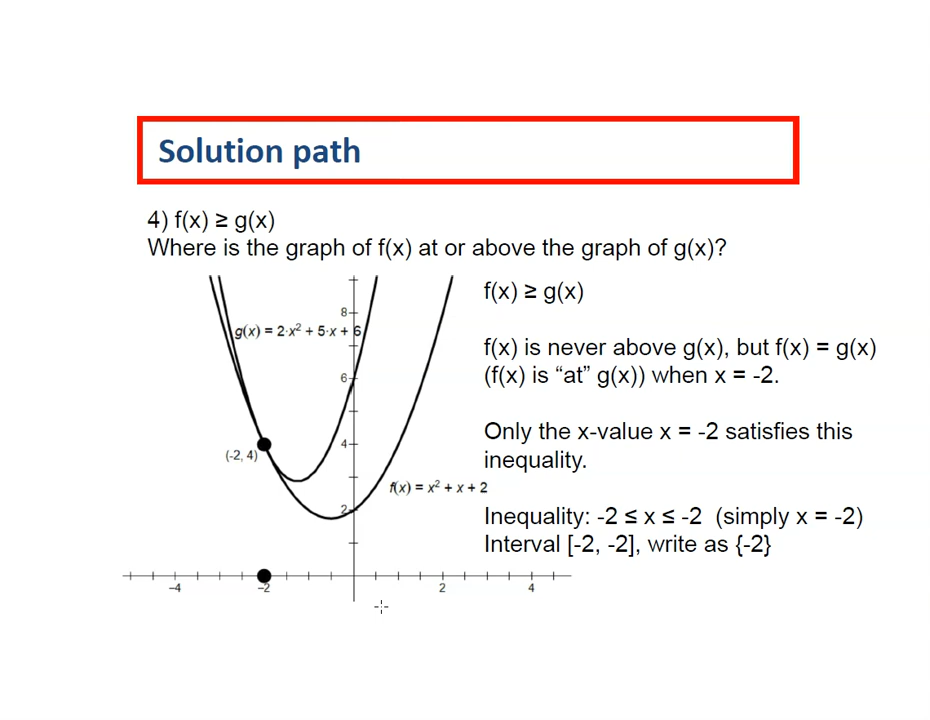 Solution path
4) f(x) ≥ g(x)
Where is the graph of f(x) at or above the graph of g(x)?
f(x) ≥ g(x)
f(x) is never above g(x), but f(x) = g(x)
(f(x) is “at” g(x)) when x = -2.
Only the x-value x = -2 satisfies this
inequality.
Inequality: -2 ≤ x ≤ -2 (simply x = -2)
Interval [-2, -2], write as {-2}
8
g(x) = 2·x² + 5·x + 6
6
4
(-2, 4)
f(x) = x² + x + 2
2
-4 -2 2 4